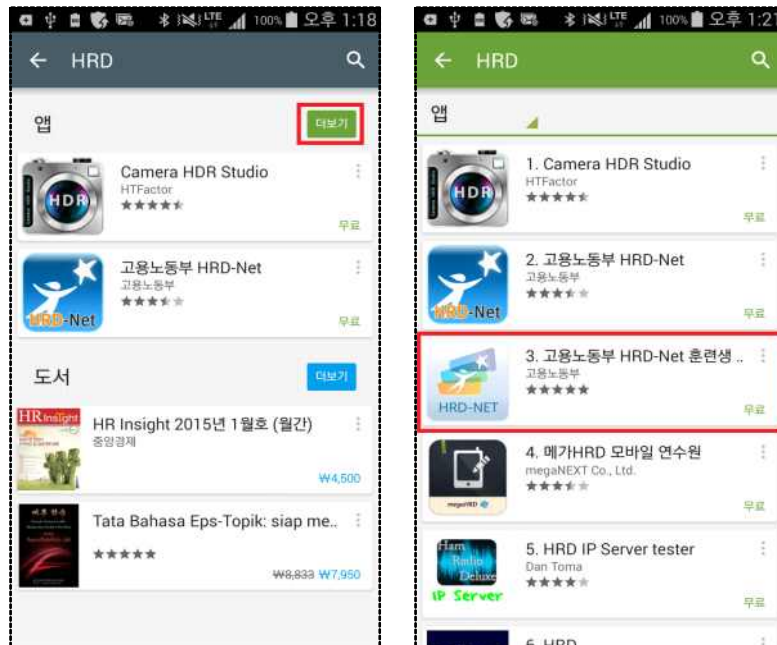 LTE 100% 오후 1:18
HRD
앱
더보기
HDR
Camera HDR Studio
HTFactor
무료
HRD-Net
고용노동부 HRD-Net
고용노동부
무료
도서
더보기
HR Insight
HR Insight 2015년 1월호 (월간)
중앙경제
₩4,500
Tata Bahasa Eps-Topik: siap me..
₩8,833 ₩7,950
LTE 100% 오후 1:21
HRD
앱
HDR
1. Camera HDR Studio
HTFactor
무료
HRD-Net
2. 고용노동부 HRD-Net
고용노동부
무료
HRD-NET
3. 고용노동부 HRD-Net 훈련생 ..
고용노동부
무료
megaHRD
4. 메가HRD 모바일 연수원
megaNEXT Co., Ltd.
무료
Ham
Radio
Deluxe
IP Server
5. HRD IP Server tester
Dan Toma
무료
6. HRD